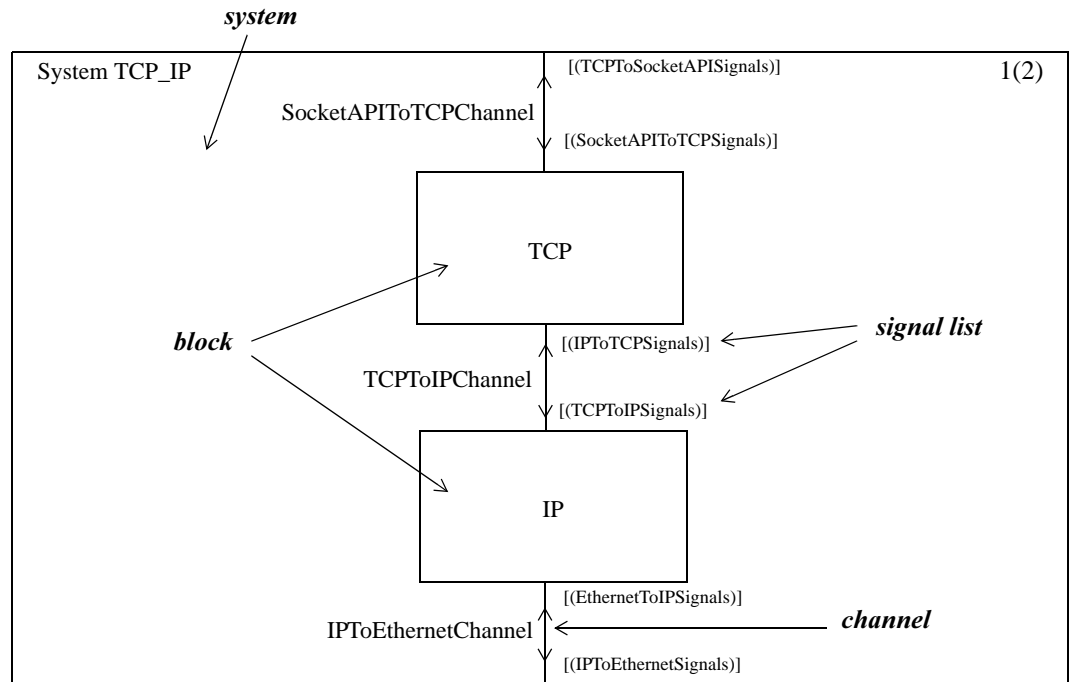 system
System TCP_IP
[(TCPToSocketAPISignals)]
1(2)
SocketAPIToTCPChannel
[(SocketAPIToTCPSignals)]
TCP
block
[(IPToTCPSignals)]
signal list
TCPToIPChannel
[(TCPToIPSignals)]
IP
[(EthernetToIPSignals)]
IPToEthernetChannel
channel
[(IPToEthernetSignals)]